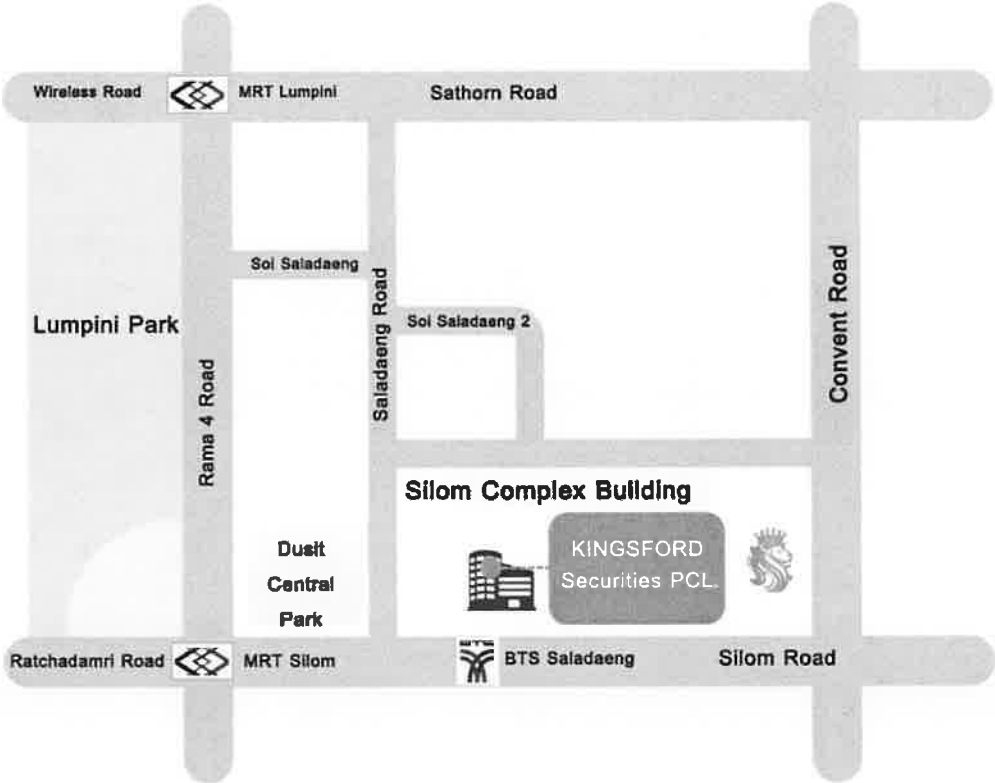 Wireless Road
MRT Lumpini
Sathorn Road
Soi Saladaeng
Saladaeng Road
Soi Saladaeng 2
Lumpini Park
Rama 4 Road
Convent Road
Silom Complex Building
KINGSFORD
Securities PCL.
Dusit
Central
Park
Ratchadamri Road
MRT Silom
BTS
BTS Saladaeng
Silom Road